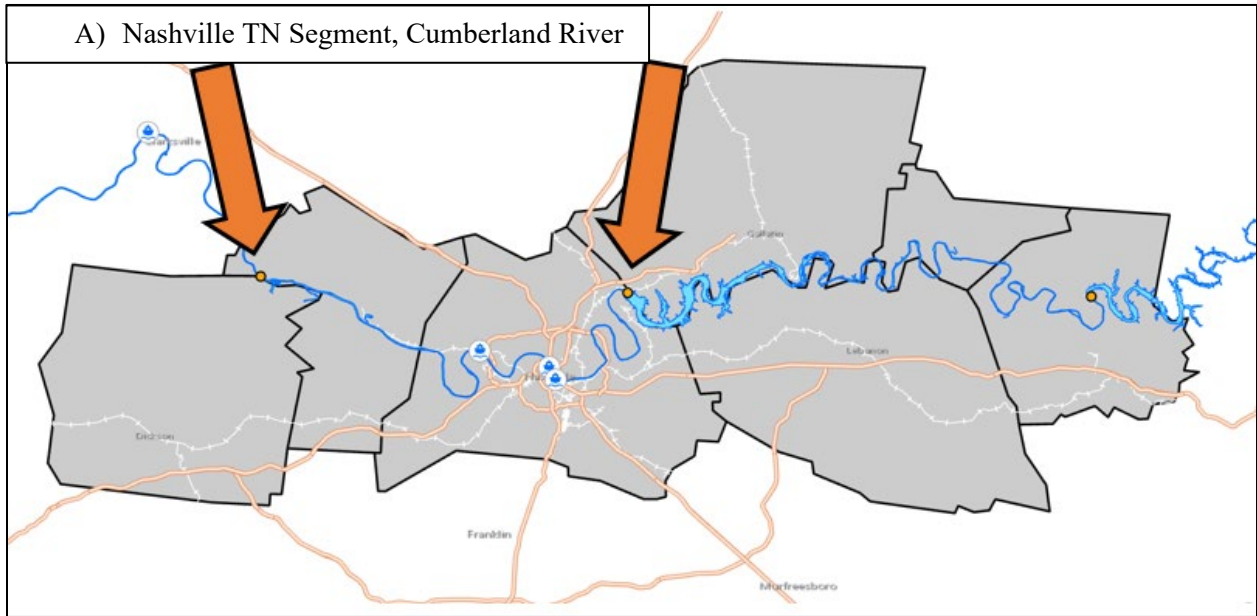 A) Nashville TN Segment, Cumberland River
Clarksville
Gallatin
Lebanon
Dickson
Franklin
Murfreesboro